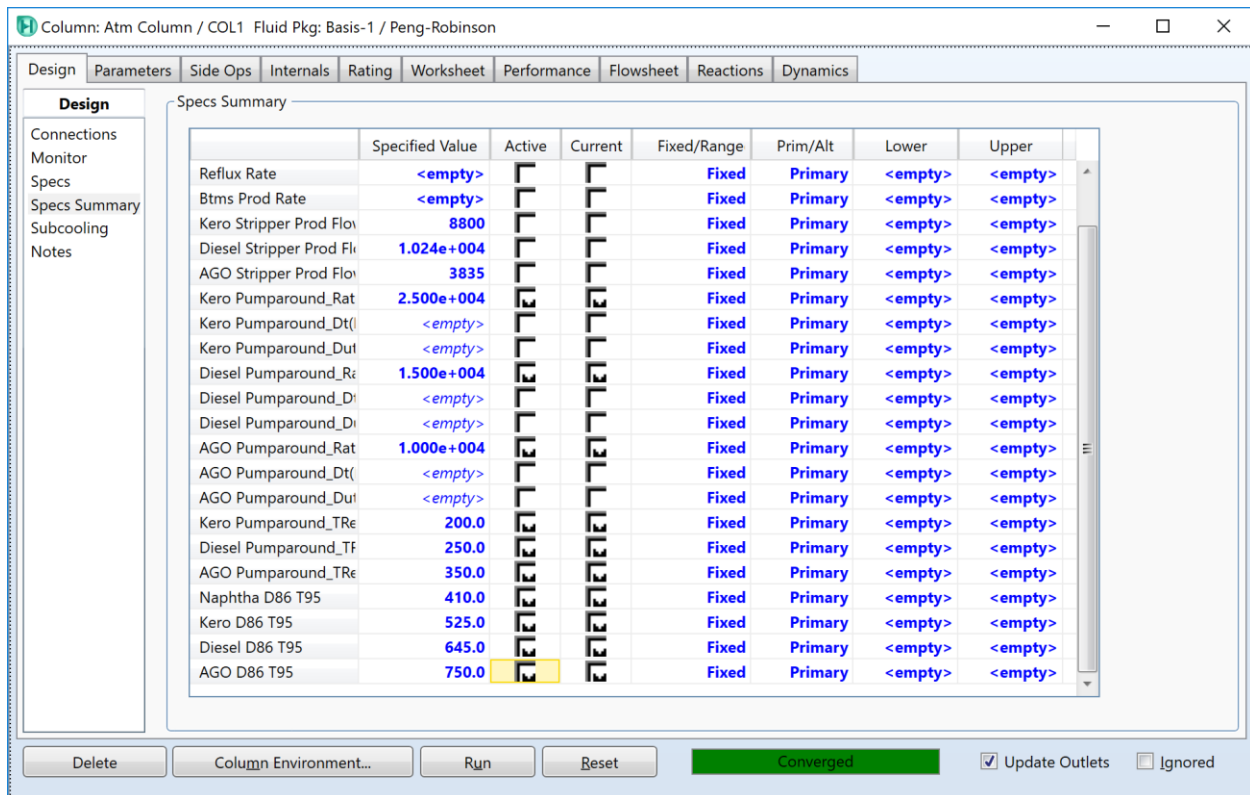 Column: Atm Column / COL1 Fluid Pkg: Basis-1 / Peng-Robinson
Design Parameters Side Ops Internals Rating Worksheet Performance Flowsheet Reactions Dynamics
Design
Connections
Monitor
Specs
Specs Summary
Subcooling
Notes
Specs Summary
Specified Value Active Current Fixed/Range Prim/Alt Lower Upper
Reflux Rate <empty> Fixed Primary <empty> <empty>
Btms Prod Rate <empty> Fixed Primary <empty> <empty>
Kero Stripper Prod Flov 8800 Fixed Primary <empty> <empty>
Diesel Stripper Prod Fl 1.024e+004 Fixed Primary <empty> <empty>
AGO Stripper Prod Flov 3835 Fixed Primary <empty> <empty>
Kero Pumparound_Rat 2.500e+004 Fixed Primary <empty> <empty>
Kero Pumparound_Dt( <empty> Fixed Primary <empty> <empty>
Kero Pumparound_Dut <empty> Fixed Primary <empty> <empty>
Diesel Pumparound_Ra 1.500e+004 Fixed Primary <empty> <empty>
Diesel Pumparound_D <empty> Fixed Primary <empty> <empty>
Diesel Pumparound_D <empty> Fixed Primary <empty> <empty>
AGO Pumparound_Rat 1.000e+004 Fixed Primary <empty> <empty>
AGO Pumparound_Dt( <empty> Fixed Primary <empty> <empty>
AGO Pumparound_Dut <empty> Fixed Primary <empty> <empty>
Kero Pumparound_TRe 200.0 Fixed Primary <empty> <empty>
Diesel Pumparound_T 250.0 Fixed Primary <empty> <empty>
AGO Pumparound_TRe 350.0 Fixed Primary <empty> <empty>
Naphtha D86 T95 410.0 Fixed Primary <empty> <empty>
Kero D86 T95 525.0 Fixed Primary <empty> <empty>
Diesel D86 T95 645.0 Fixed Primary <empty> <empty>
AGO D86 T95 750.0 Fixed Primary <empty> <empty>
Delete Column Environment... Run Reset Converged Update Outlets Ignored